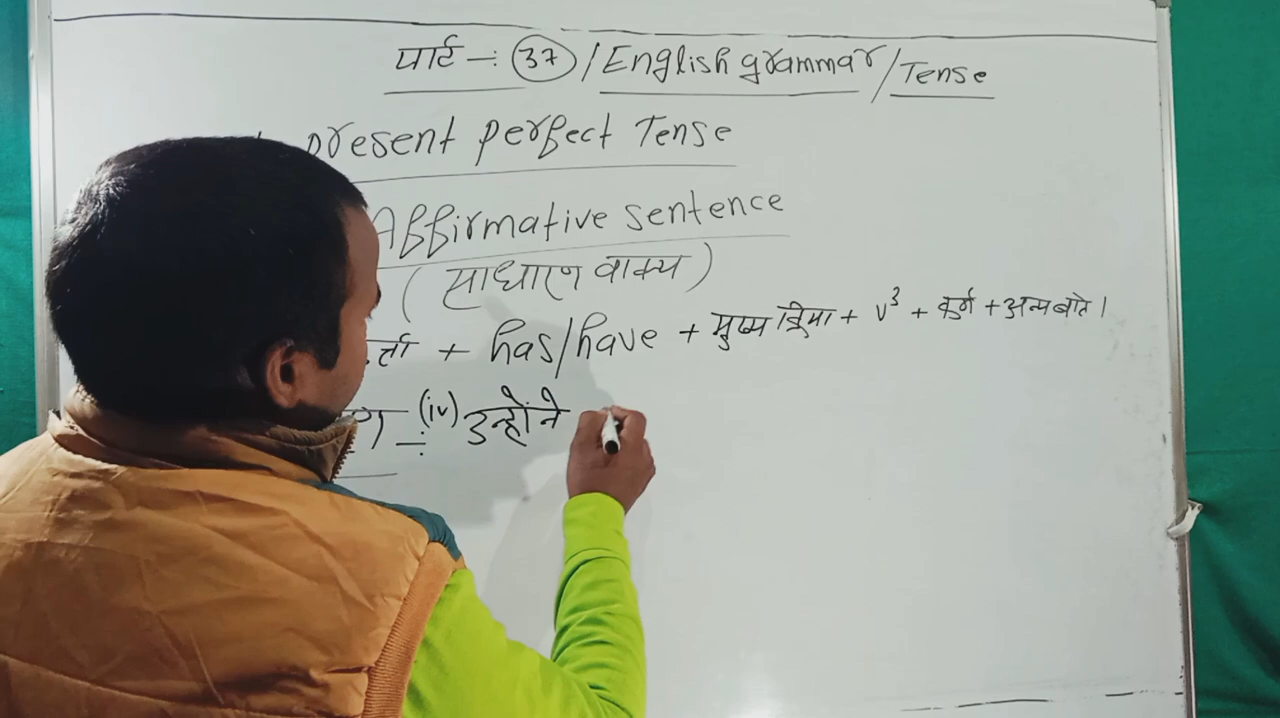 पार्ट -: 37 / English grammar / Tense
present perfect Tense
Affirmative sentence
( साधारण वाक्य )
र्ता + has/have + मुख्य क्रिया + v³ + कर्म + अन्य बाते।
ण -: (iv) उन्होंने